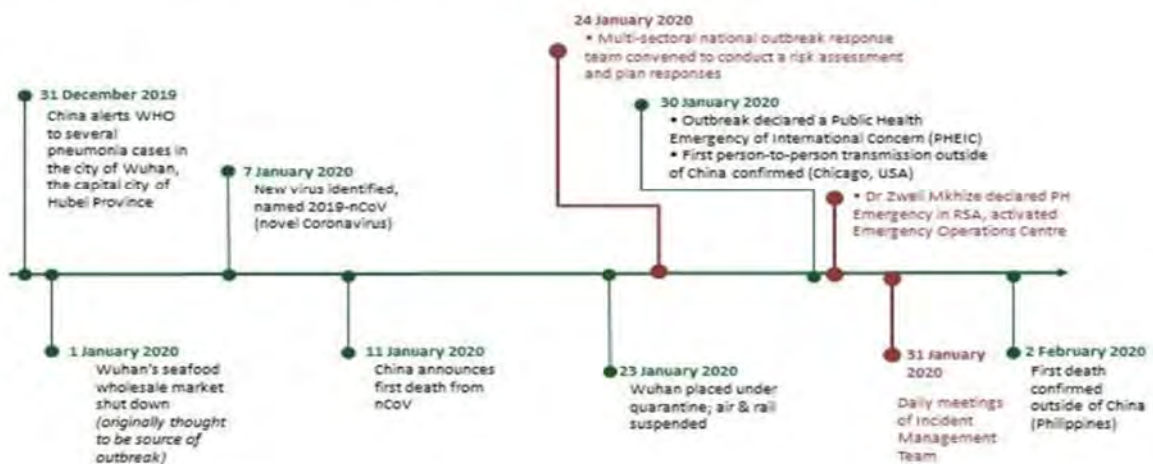 24 January 2020
• Multi-sectoral national outbreak response
team convened to conduct a risk assessment
and plan responses
31 December 2019
China alerts WHO
to several
pneumonia cases in
the city of Wuhan,
the capital city of
Hubei Province
30 January 2020
• Outbreak declared a Public Health
Emergency of International Concern (PHEIC)
• First person-to-person transmission outside
of China confirmed (Chicago, USA)
7 January 2020
New virus identified,
named 2019-nCoV
(novel Coronavirus)
• Dr Zweli Mkhize declared PH
Emergency in RSA, activated
Emergency Operations Centre
1 January 2020
Wuhan's seafood
wholesale market
shut down
(originally thought
to be source of
outbreak)
11 January 2020
China announces
first death from
nCoV
23 January 2020
Wuhan placed under
quarantine; air & rail
suspended
31 January
2020
Daily meetings
of Incident
Management
Team
2 February 2020
First death
confirmed
outside of China
(Philippines)